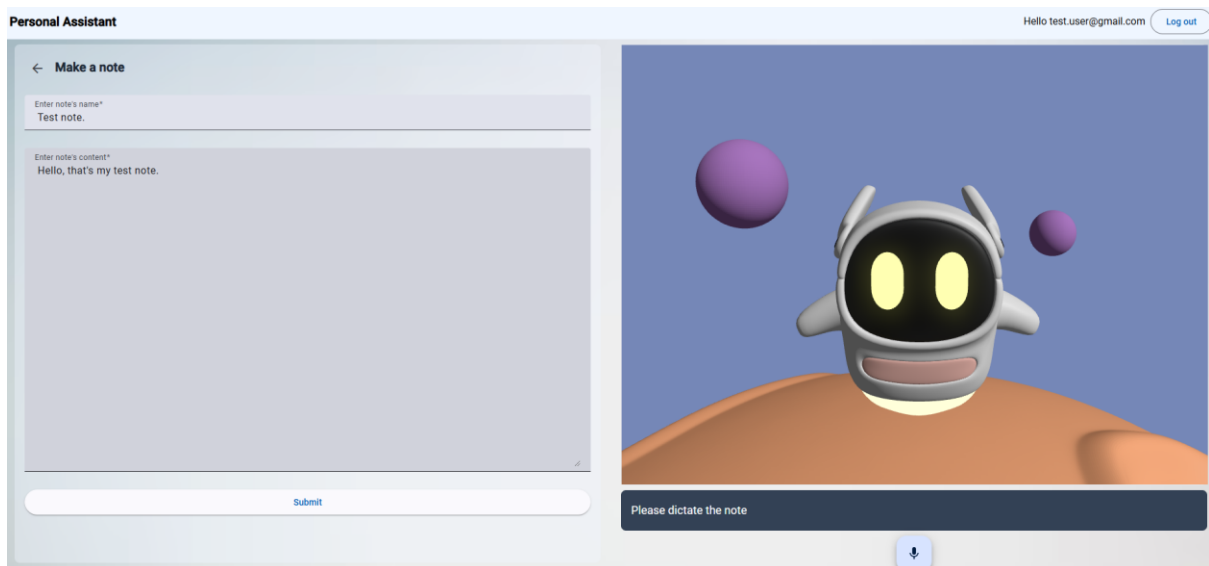 Personal Assistant
Hello test.user@gmail.com
Log out
Make a note
Enter note's name*
Test note.
Enter note's content*
Hello, that's my test note.
Submit
Please dictate the note